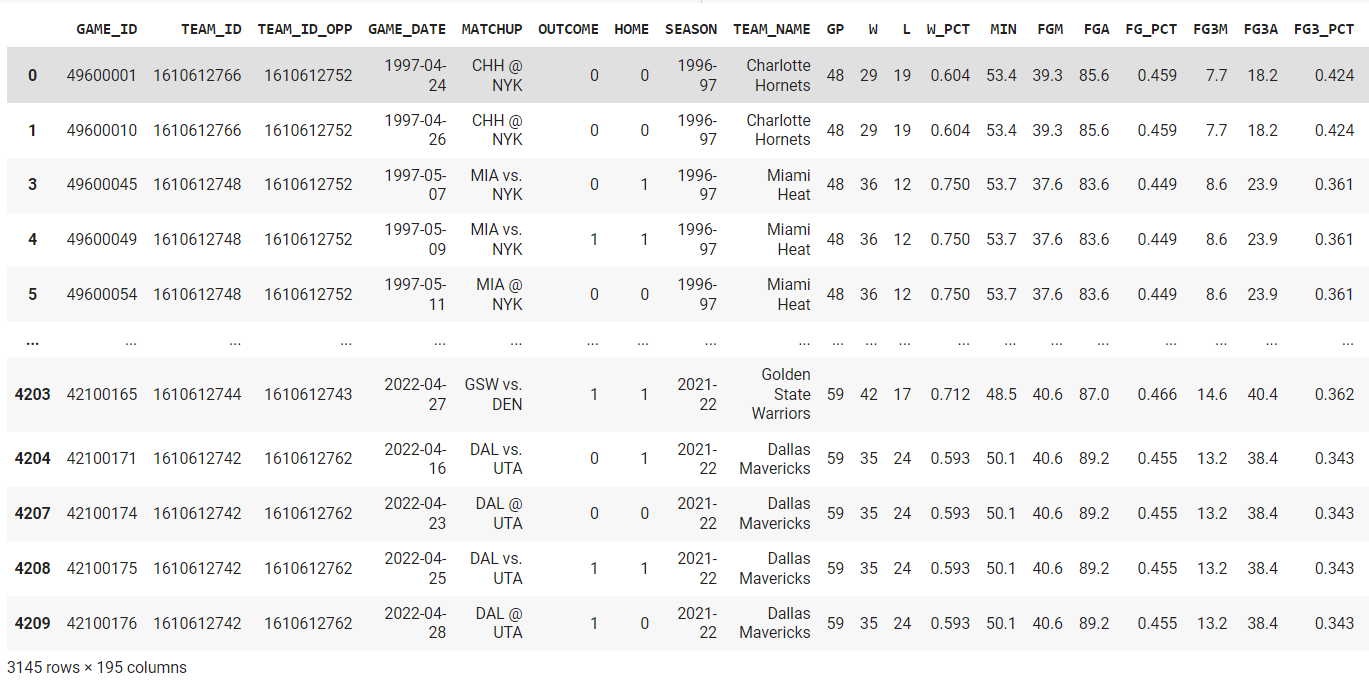 GAME_ID TEAM_ID TEAM_ID_OPP GAME_DATE MATCHUP OUTCOME HOME SEASON TEAM_NAME GP W L W_PCT MIN FGM FGA FG_PCT FG3M FG3A FG3_PCT
0 49600001 1610612766 1610612752 1997-04-24 CHH @ NYK 0 0 1996-97 Charlotte Hornets 48 29 19 0.604 53.4 39.3 85.6 0.459 7.7 18.2 0.424
1 49600010 1610612766 1610612752 1997-04-26 CHH @ NYK 0 0 1996-97 Charlotte Hornets 48 29 19 0.604 53.4 39.3 85.6 0.459 7.7 18.2 0.424
3 49600045 1610612748 1610612752 1997-05-07 MIA vs. NYK 0 1 1996-97 Miami Heat 48 36 12 0.750 53.7 37.6 83.6 0.449 8.6 23.9 0.361
4 49600049 1610612748 1610612752 1997-05-09 MIA vs. NYK 1 1 1996-97 Miami Heat 48 36 12 0.750 53.7 37.6 83.6 0.449 8.6 23.9 0.361
5 49600054 1610612748 1610612752 1997-05-11 MIA @ NYK 0 0 1996-97 Miami Heat 48 36 12 0.750 53.7 37.6 83.6 0.449 8.6 23.9 0.361
... ... ... ... ... ... ... ... ... ... ... ... ... ... ... ... ... ... ... ... ...
4203 42100165 1610612744 1610612743 2022-04-27 GSW vs. DEN 1 1 2021-22 Golden State Warriors 59 42 17 0.712 48.5 40.6 87.0 0.466 14.6 40.4 0.362
4204 42100171 1610612742 1610612762 2022-04-16 DAL vs. UTA 0 1 2021-22 Dallas Mavericks 59 35 24 0.593 50.1 40.6 89.2 0.455 13.2 38.4 0.343
4207 42100174 1610612742 1610612762 2022-04-23 DAL @ UTA 0 0 2021-22 Dallas Mavericks 59 35 24 0.593 50.1 40.6 89.2 0.455 13.2 38.4 0.343
4208 42100175 1610612742 1610612762 2022-04-25 DAL vs. UTA 1 1 2021-22 Dallas Mavericks 59 35 24 0.593 50.1 40.6 89.2 0.455 13.2 38.4 0.343
4209 42100176 1610612742 1610612762 2022-04-28 DAL @ UTA 1 0 2021-22 Dallas Mavericks 59 35 24 0.593 50.1 40.6 89.2 0.455 13.2 38.4 0.343
3145 rows × 195 columns